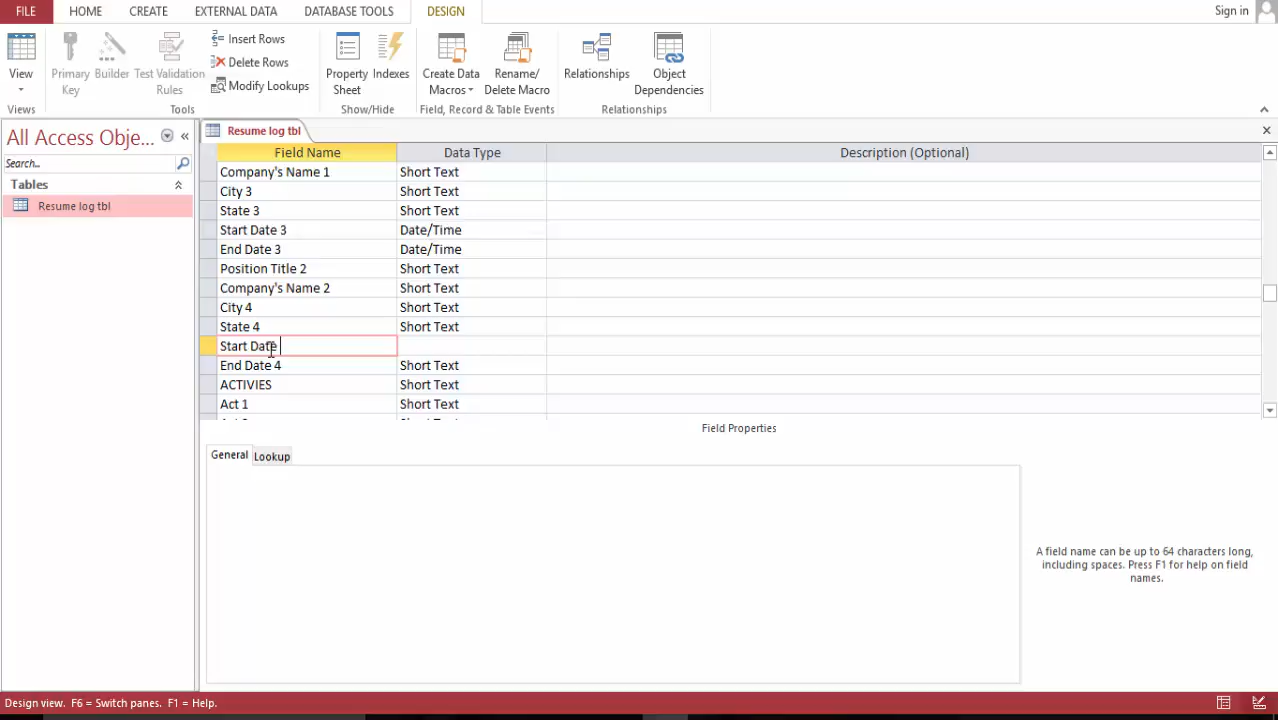 FILE HOME CREATE EXTERNAL DATA DATABASE TOOLS DESIGN Sign in
View
Primary Key
Builder
Test Validation Rules
Insert Rows
Delete Rows
Modify Lookups
Property Sheet
Indexes
Create Data Macros
Rename/ Delete Macro
Relationships
Object Dependencies
Views Tools Show/Hide Field, Record & Table Events Relationships
All Access Obje...
Search...
Tables
Resume log tbl
Resume log tbl
Field Name Data Type Description (Optional)
Company's Name 1 Short Text
City 3 Short Text
State 3 Short Text
Start Date 3 Date/Time
End Date 3 Date/Time
Position Title 2 Short Text
Company's Name 2 Short Text
City 4 Short Text
State 4 Short Text
Start Date
End Date 4 Short Text
ACTIVIES Short Text
Act 1 Short Text
Field Properties
General Lookup
A field name can be up to 64 characters long,
including spaces. Press F1 for help on field
names.
Design view. F6 = Switch panes. F1 = Help.